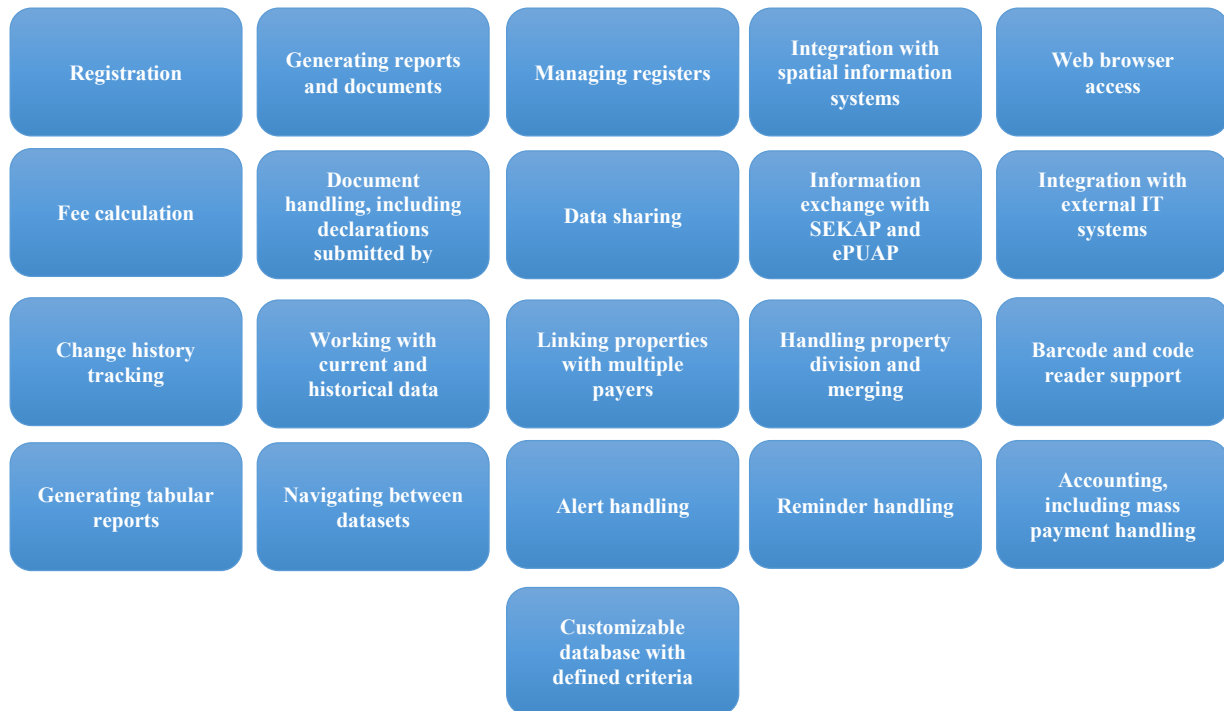 Registration
Generating reports
and documents
Managing registers
Integration with
spatial information
systems
Web browser
access
Fee calculation
Document
handling, including
declarations
submitted by
Data sharing
Information
exchange with
SEKAP and
ePUAP
Integration with
external IT
systems
Change history
tracking
Working with
current and
historical data
Linking properties
with multiple
payers
Handling property
division and
merging
Barcode and code
reader support
Generating tabular
reports
Navigating between
datasets
Alert handling
Reminder handling
Accounting,
including mass
payment handling
Customizable
database with
defined criteria